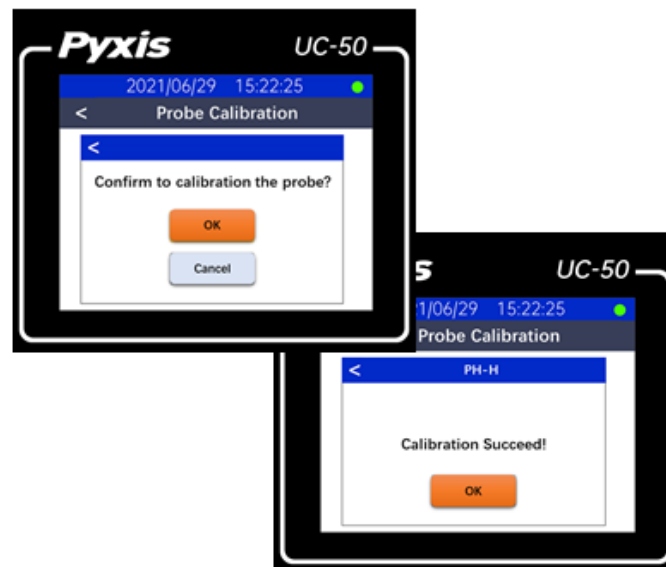 Pyxis UC-50
2021/06/29 15:22:25
< Probe Calibration
<
Confirm to calibration the probe?
OK
Cancel
s UC-50
1/06/29 15:22:25
Probe Calibration
< PH-H
Calibration Succeed!
OK